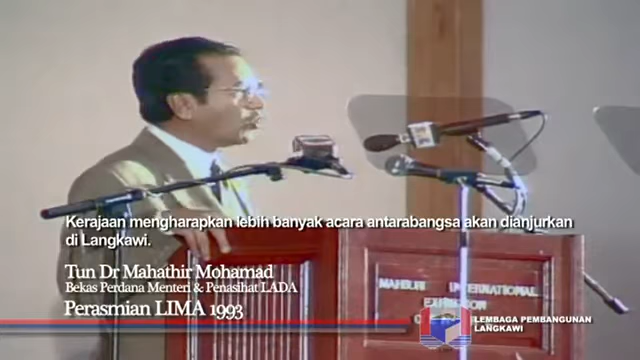 Kerajaan mengharapkan lebih banyak acara antarabangsa akan dianjurkan
di Langkawi.
Tun Dr Mahathir Mohamad
Bekas Perdana Menteri & Penasihat LADA
Perasmian LIMA 1993
MAHSURI INTERNATIONAL
LEMBAGA PEMBANGUNAN
LANGKAWI